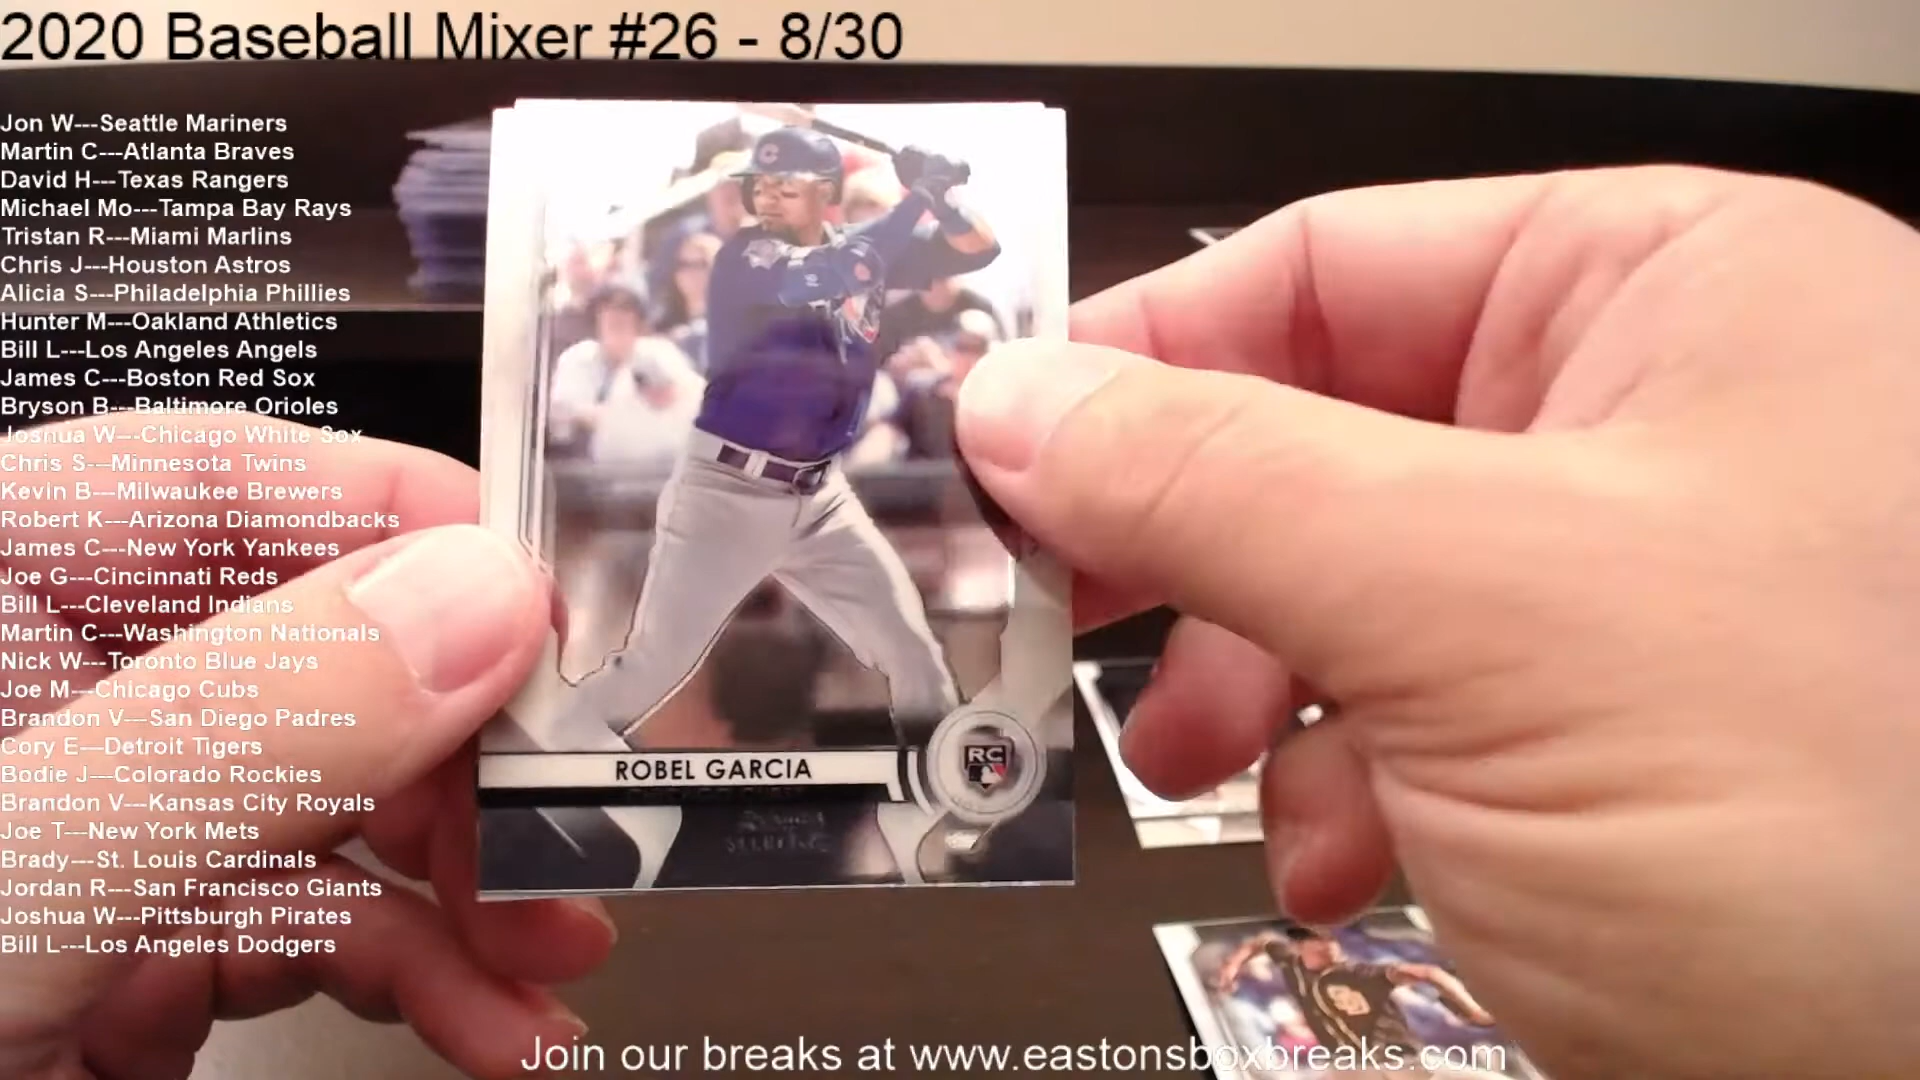 2020 Baseball Mixer #26 - 8/30
Jon W---Seattle Mariners
Martin C---Atlanta Braves
David H---Texas Rangers
Michael Mo---Tampa Bay Rays
Tristan R---Miami Marlins
Chris J---Houston Astros
Alicia S---Philadelphia Phillies
Hunter M---Oakland Athletics
Bill L---Los Angeles Angels
James C---Boston Red Sox
Bryson B---Baltimore Orioles
Joshua W---Chicago White Sox
Chris S---Minnesota Twins
Kevin B---Milwaukee Brewers
Robert K---Arizona Diamondbacks
James C---New York Yankees
Joe G---Cincinnati Reds
Bill L---Cleveland Indians
Martin C---Washington Nationals
Nick W---Toronto Blue Jays
Joe M---Chicago Cubs
Brandon V---San Diego Padres
Cory E---Detroit Tigers
Bodie J---Colorado Rockies
Brandon V---Kansas City Royals
Joe T---New York Mets
Brady---St. Louis Cardinals
Jordan R---San Francisco Giants
Joshua W---Pittsburgh Pirates
Bill L---Los Angeles Dodgers
C
ROBEL GARCIA
RC
Join our breaks at www.eastonsboxbreaks.com